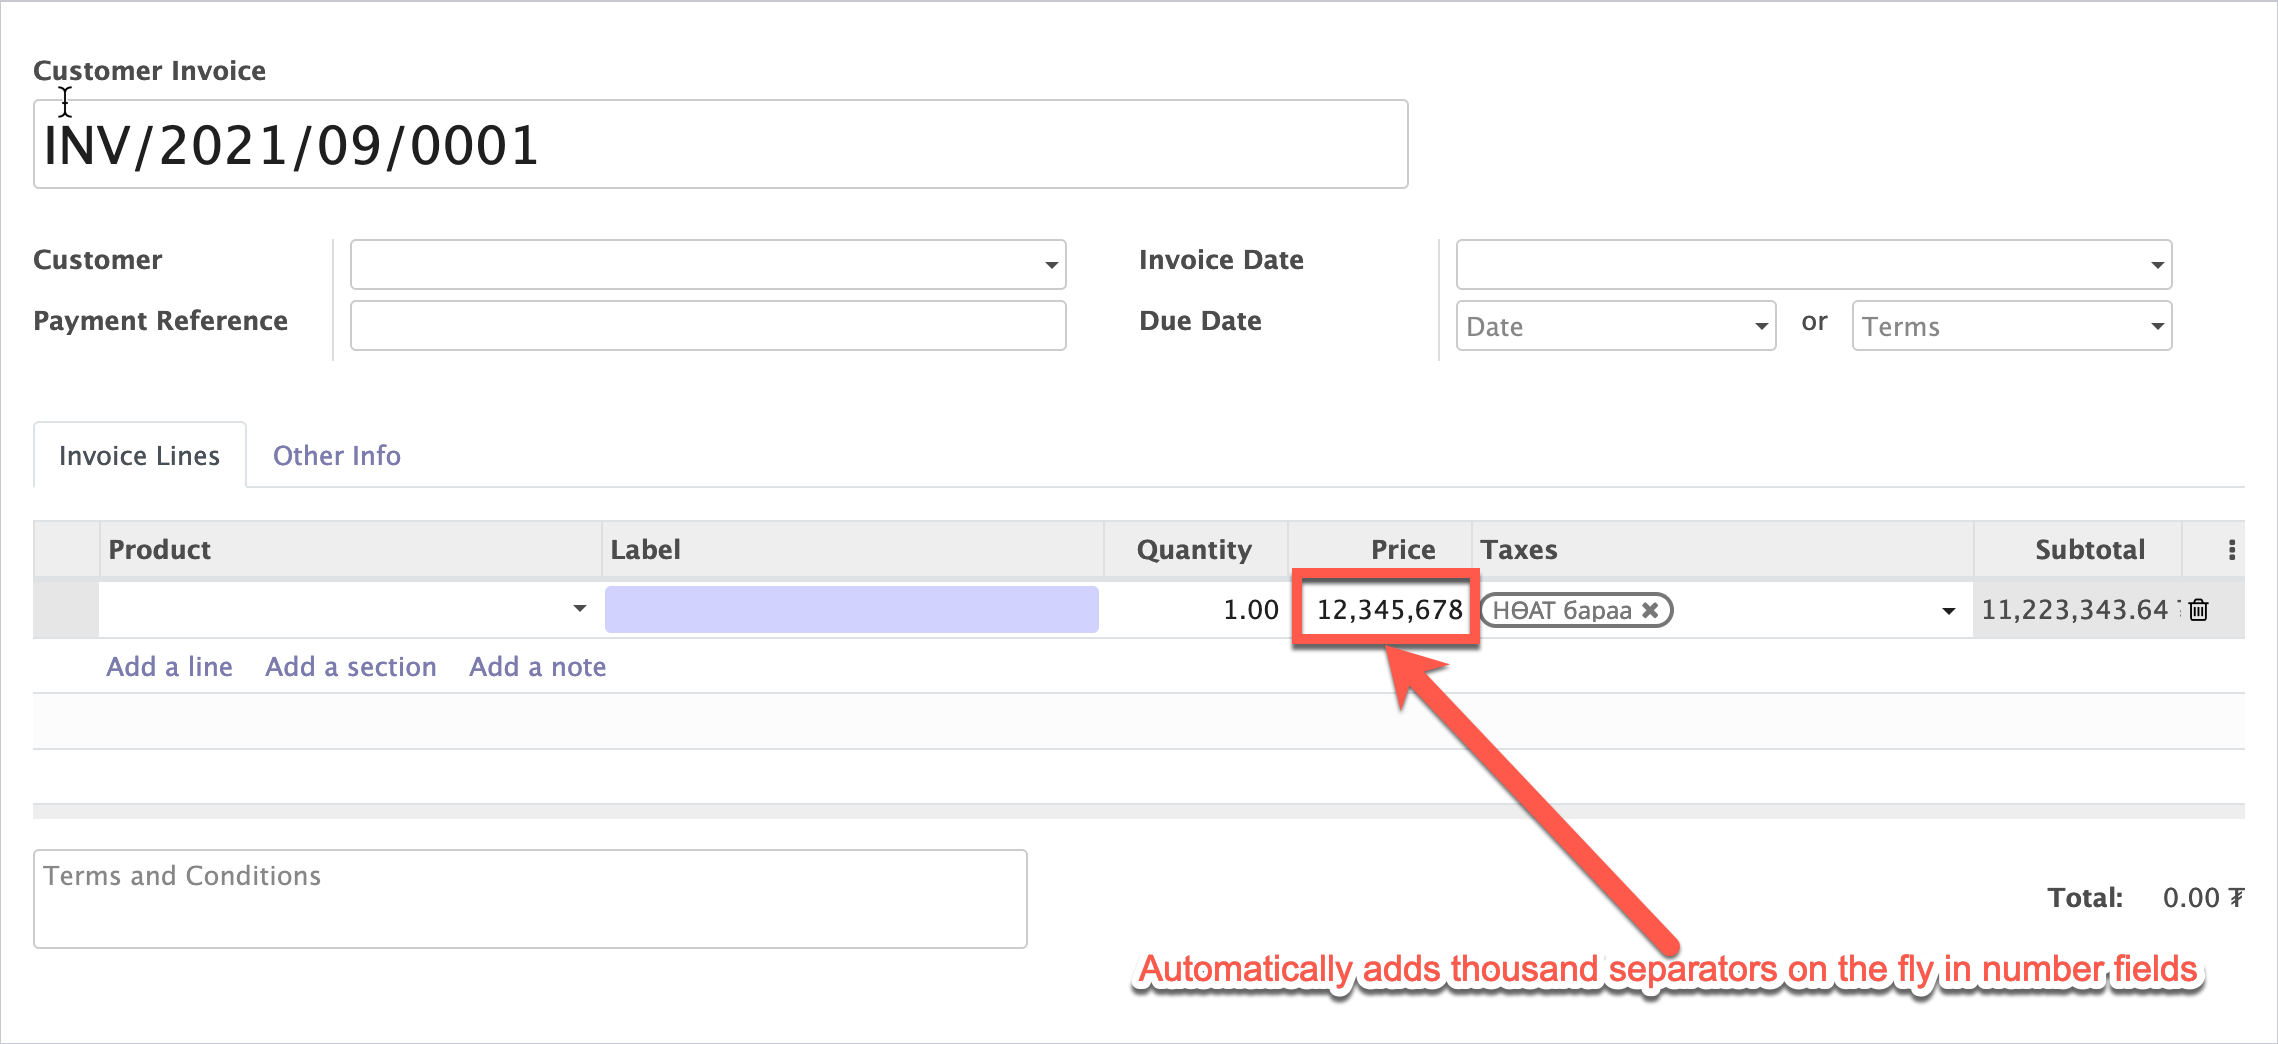 Customer Invoice
INV/2021/09/0001
Customer
Invoice Date
Payment Reference
Due Date
Date
or
Terms
Invoice Lines
Other Info
Product
Label
Quantity
Price
Taxes
Subtotal
1.00
12,345,678
НӨАТ бараа
11,223,343.64
Add a line
Add a section
Add a note
Terms and Conditions
Total: 0.00 ₮
Automatically adds thousand separators on the fly in number fields